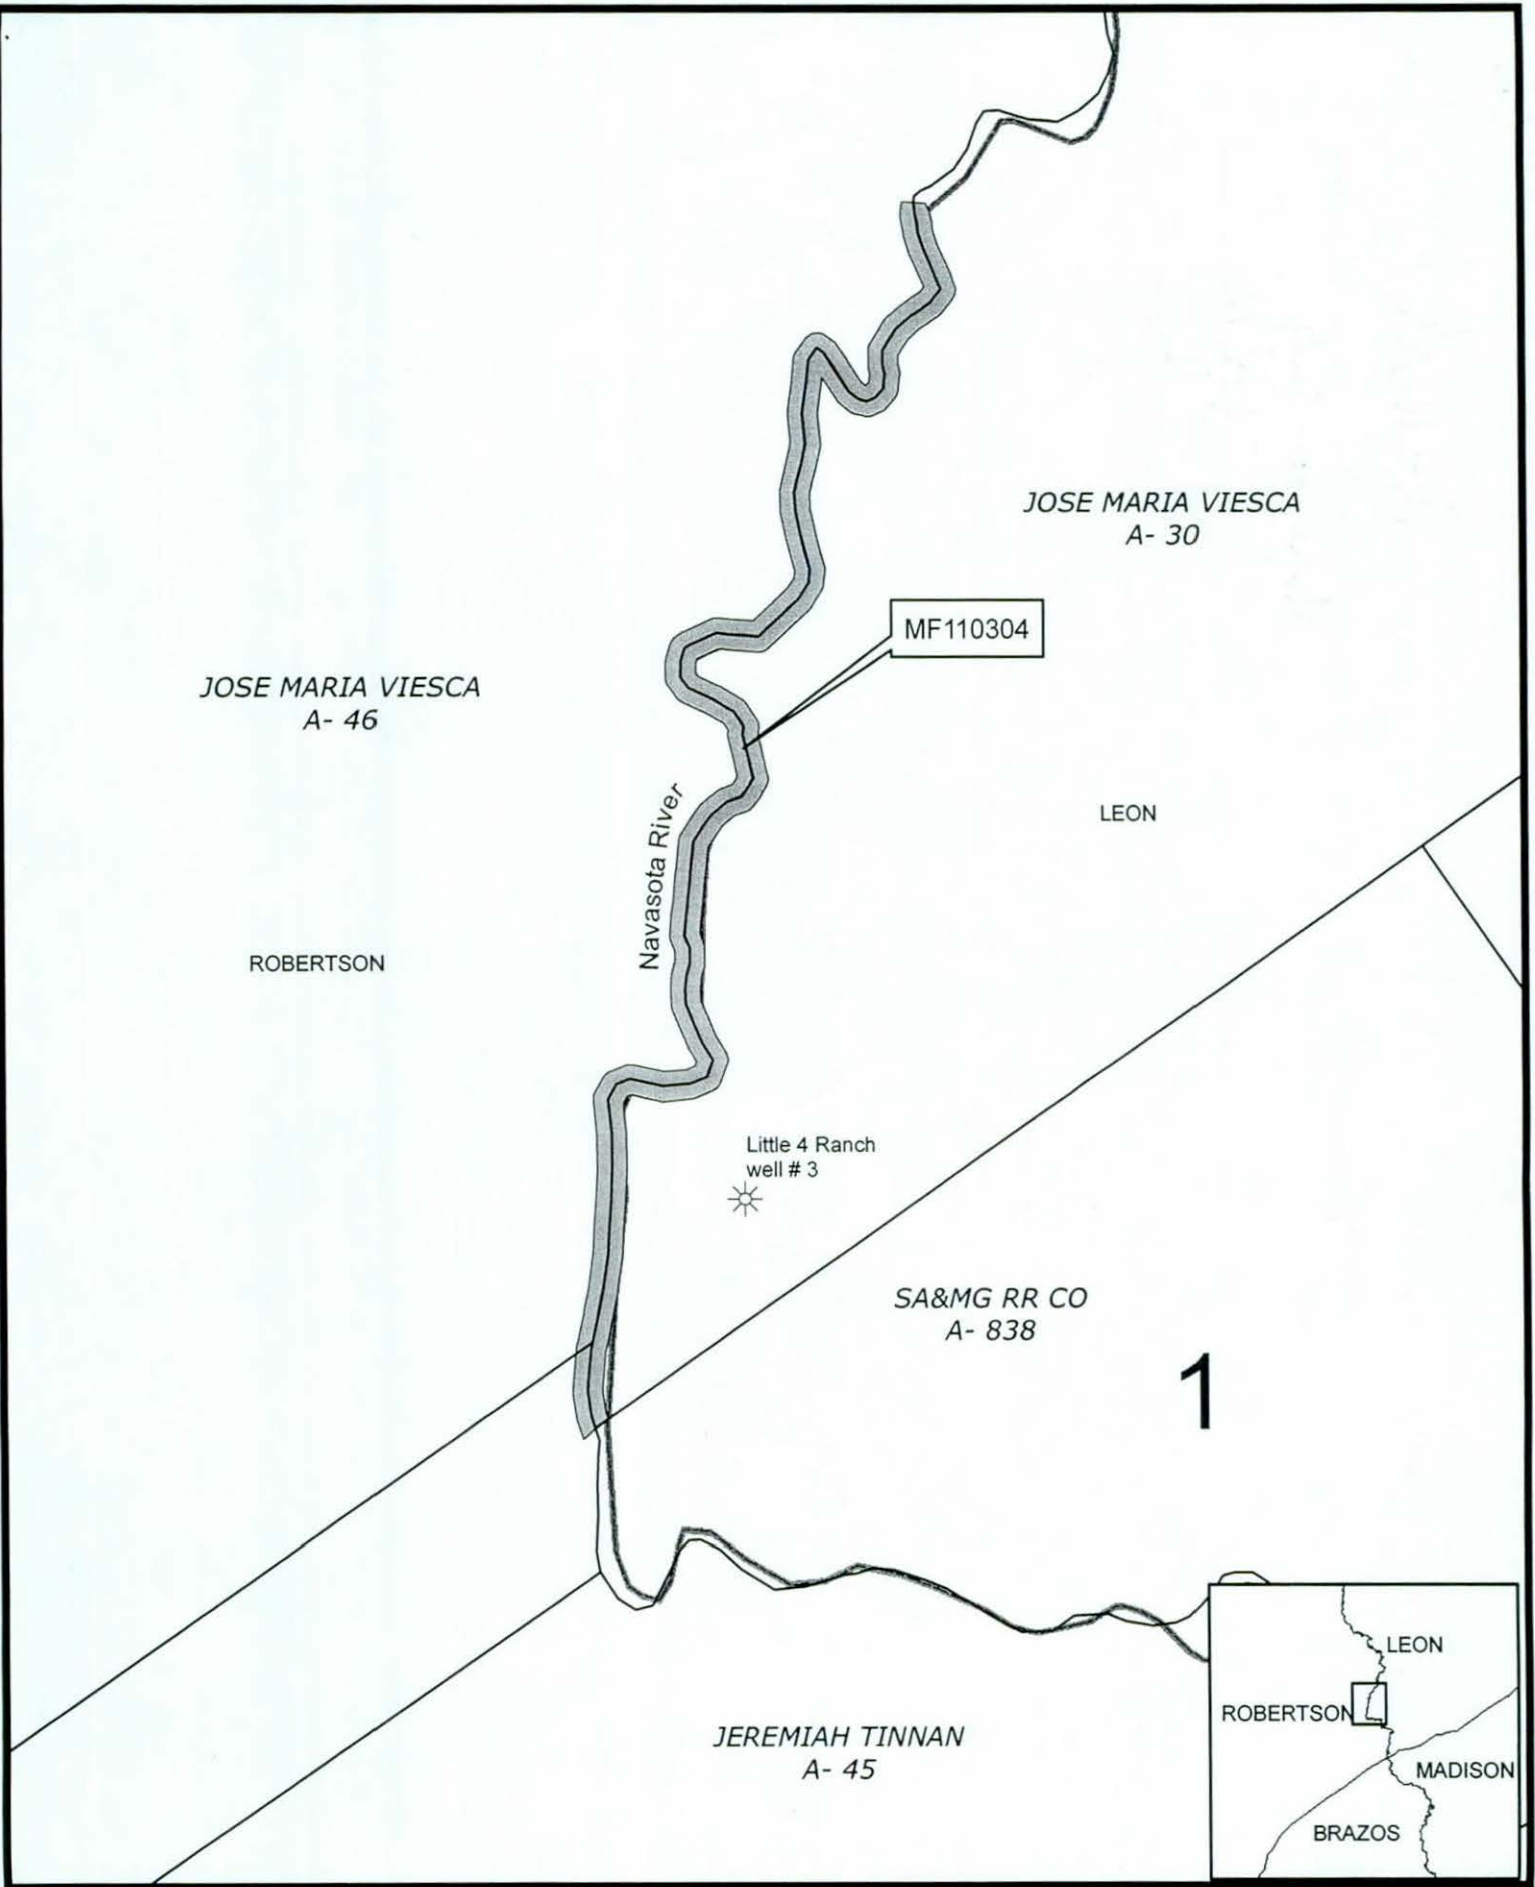 JOSE MARIA VIESCA
A- 30
MF110304
JOSE MARIA VIESCA
A- 46
Navasota River
LEON
ROBERTSON
Little 4 Ranch
well # 3
SA&MG RR CO
A- 838
1
JEREMIAH TINNAN
A- 45
LEON
ROBERTSON
MADISON
BRAZOS